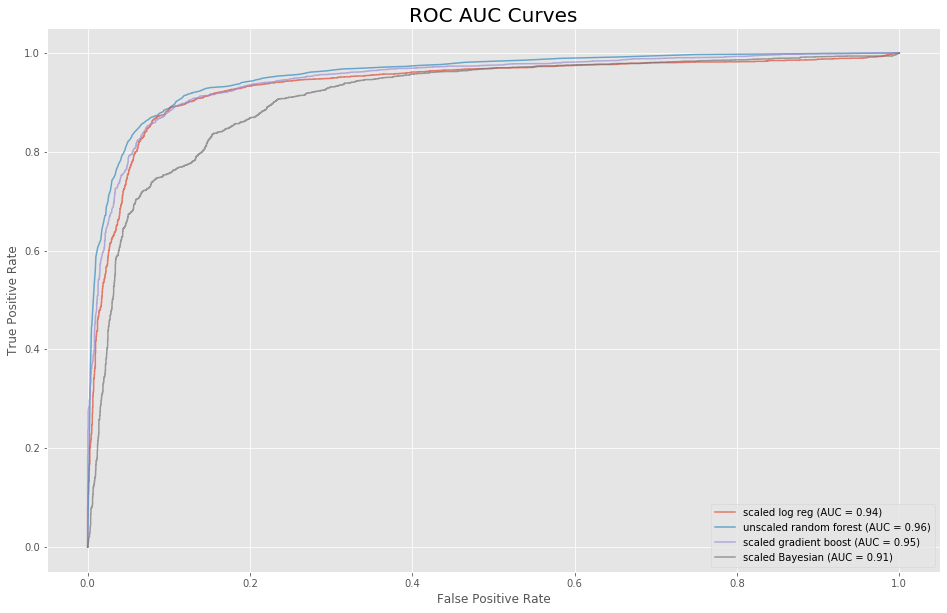 ROC AUC Curves
True Positive Rate
1.0
0.8
0.6
0.4
0.2
0.0
0.0 0.2 0.4 0.6 0.8 1.0
False Positive Rate
scaled log reg (AUC = 0.94)
unscaled random forest (AUC = 0.96)
scaled gradient boost (AUC = 0.95)
scaled Bayesian (AUC = 0.91)